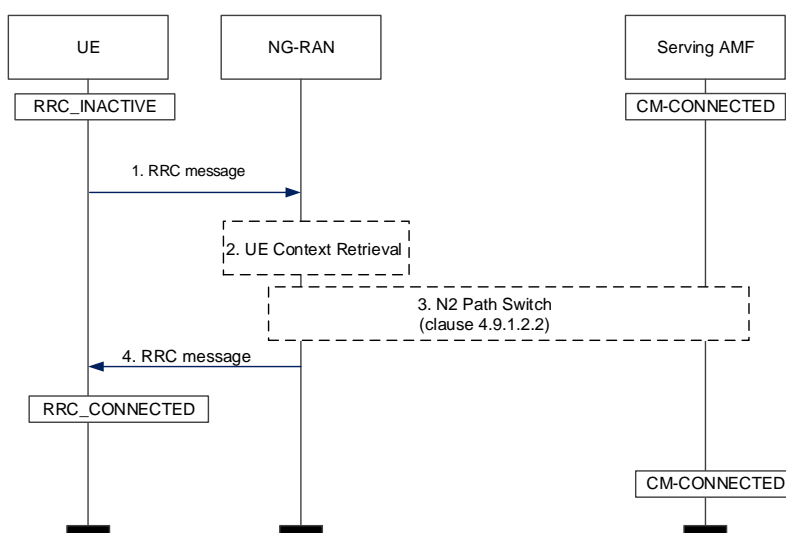 UE
NG-RAN
Serving AMF
RRC_INACTIVE
CM-CONNECTED
1. RRC message
2. UE Context Retrieval
3. N2 Path Switch
(clause 4.9.1.2.2)
4. RRC message
RRC_CONNECTED
CM-CONNECTED